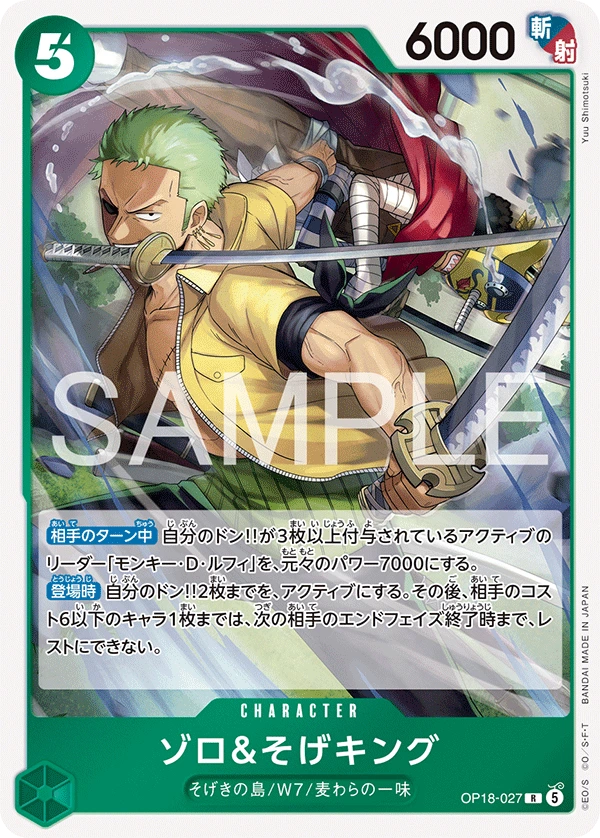 5
6000
斬
射
Yuu Shimotsuki
SAMPLE
相手のターン中 自分のドン!!が3枚以上付与されているアクティブの
リーダー「モンキー・D・ルフィ」を、元々のパワー7000にする。
登場時 自分のドン!!2枚までを、アクティブにする。その後、相手のコス
ト6以下のキャラ1枚までは、次の相手のエンドフェイズ終了時まで、レ
ストにできない。
CHARACTER
ゾロ&そげキング
そげきの島/W7/麦わらの一味
OP18-027 R 5
©E.O/S ©O/S・F・T BANDAI MADE IN JAPAN